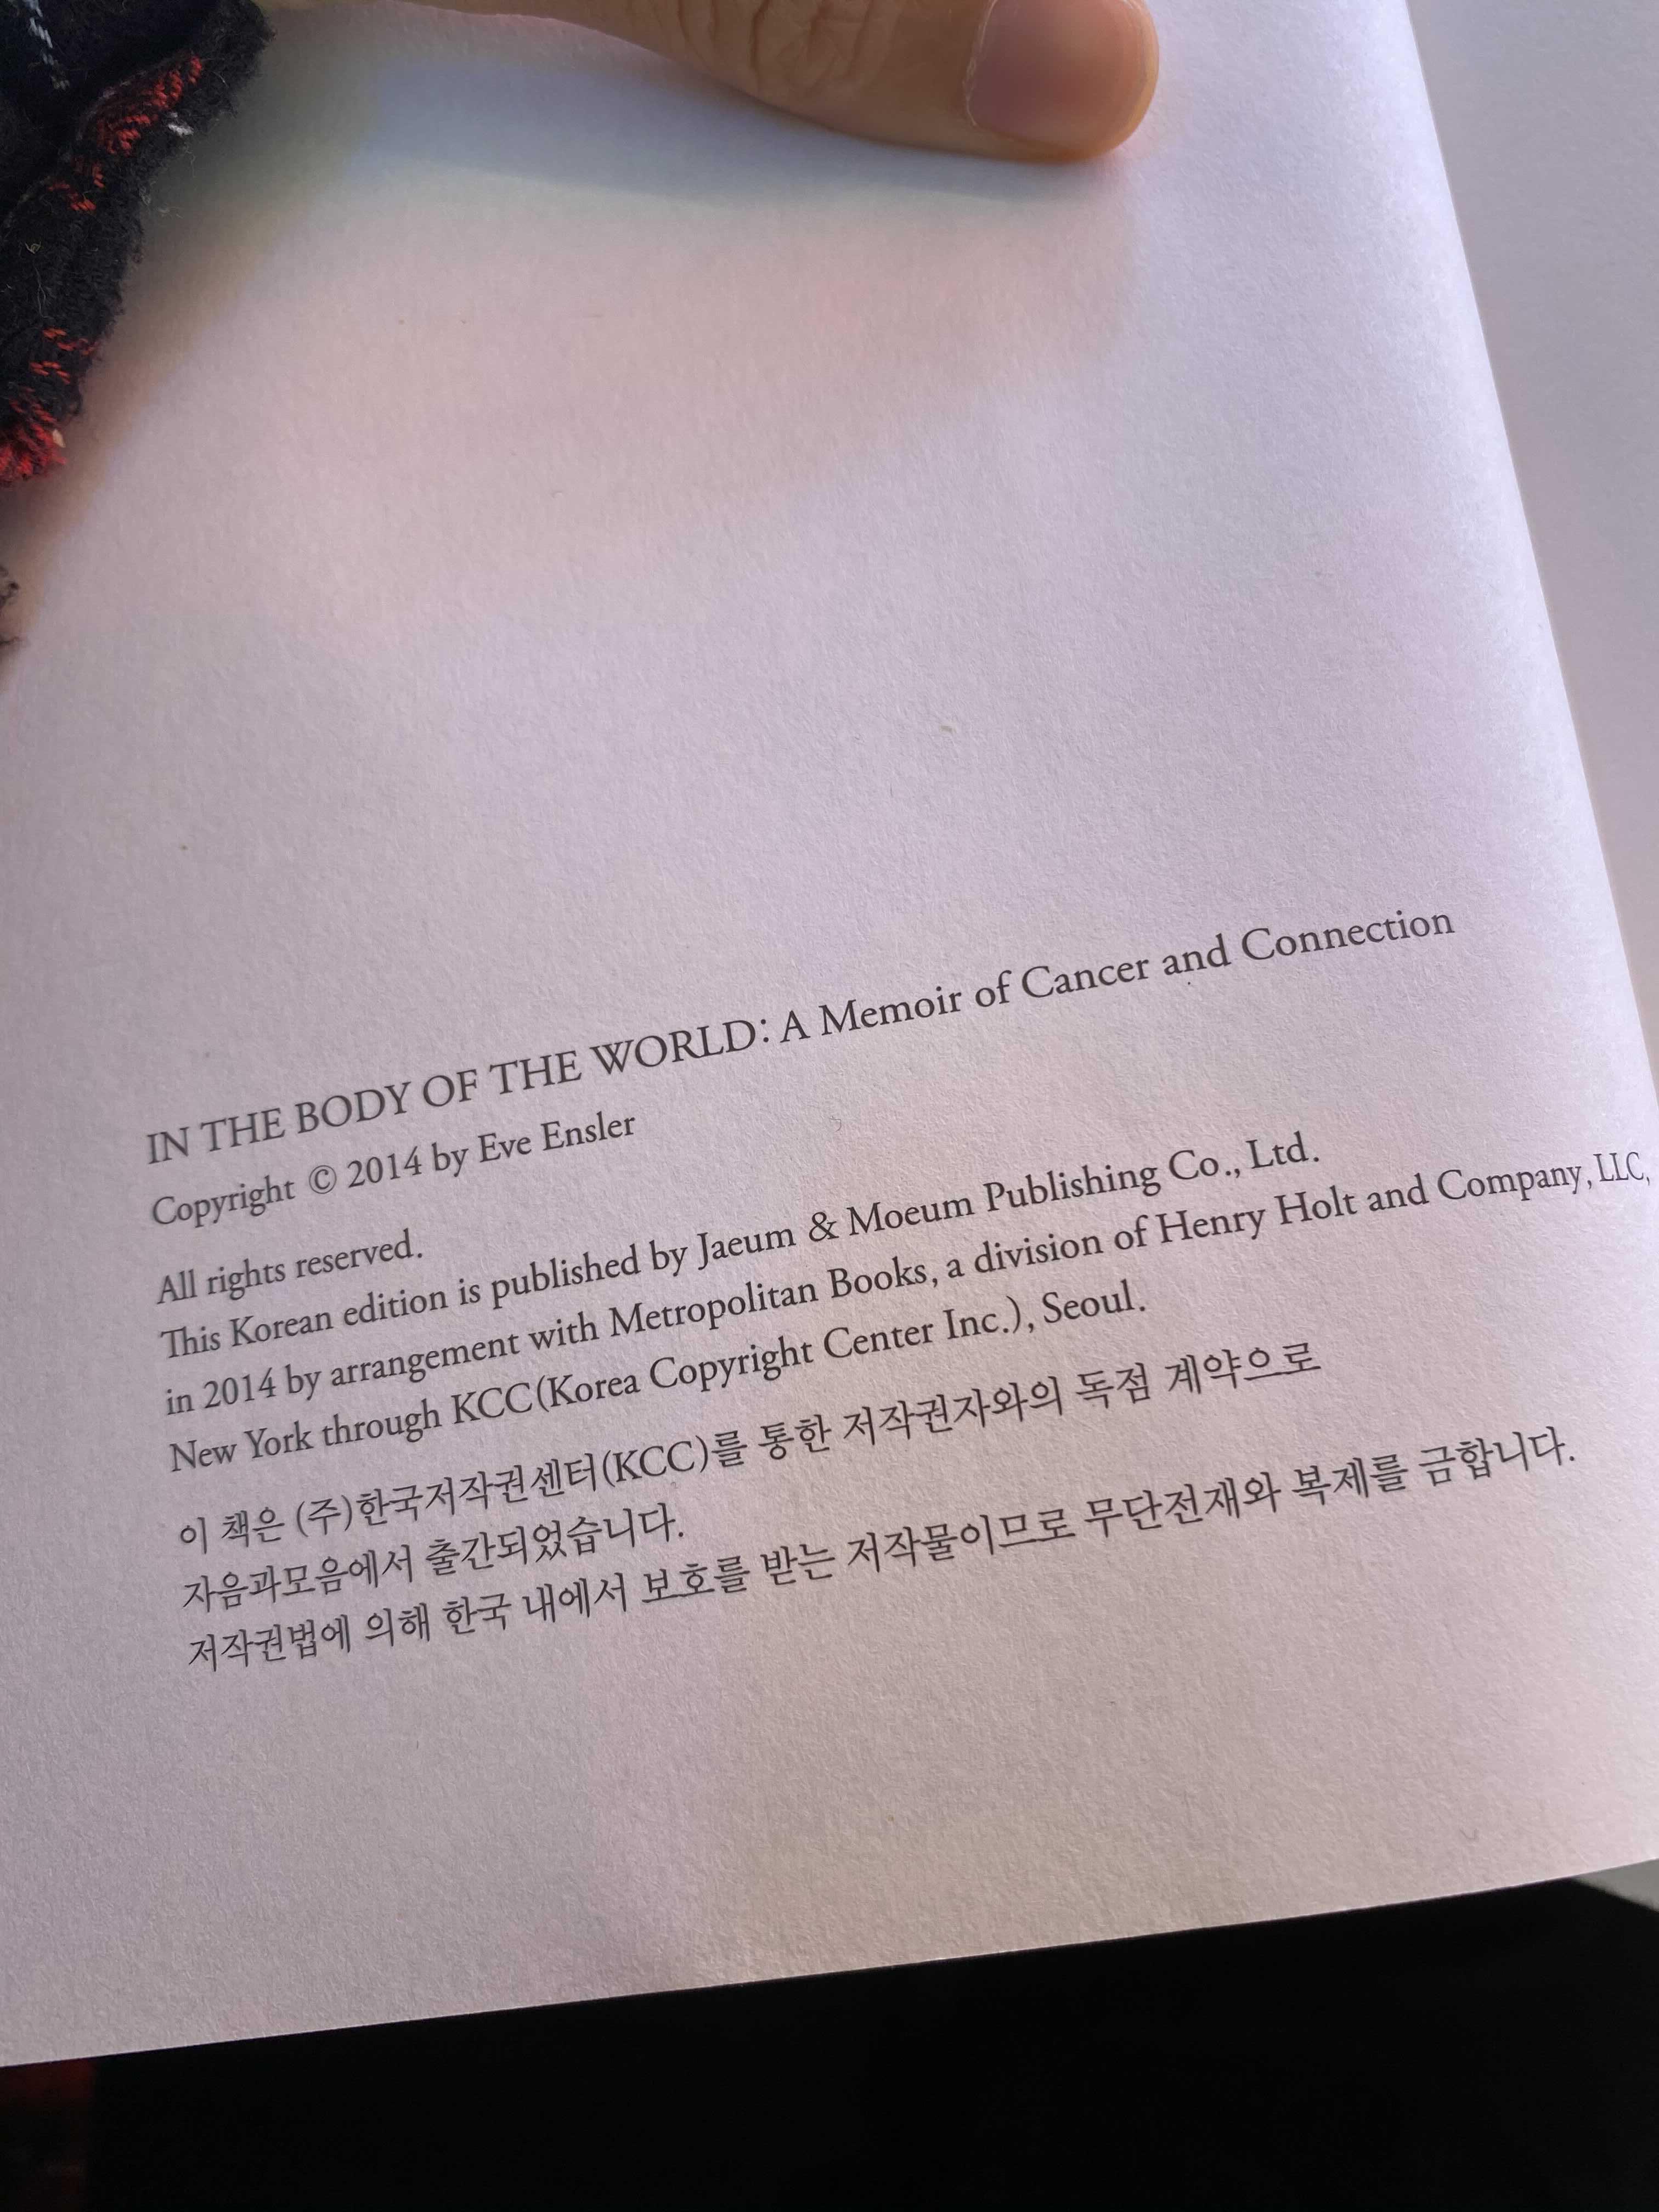 IN THE BODY OF THE WORLD: A Memoir of Cancer and Connection
Copyright © 2014 by Eve Ensler
All rights reserved.
This Korean edition is published by Jaeum & Moeum Publishing Co., Ltd.
in 2014 by arrangement with Metropolitan Books, a division of Henry Holt and Company, LLC,
New York through KCC(Korea Copyright Center Inc.), Seoul.
이 책은 (주)한국저작권센터(KCC)를 통한 저작권자와의 독점 계약으로
자음과모음에서 출간되었습니다.
저작권법에 의해 한국 내에서 보호를 받는 저작물이므로 무단전재와 복제를 금합니다.